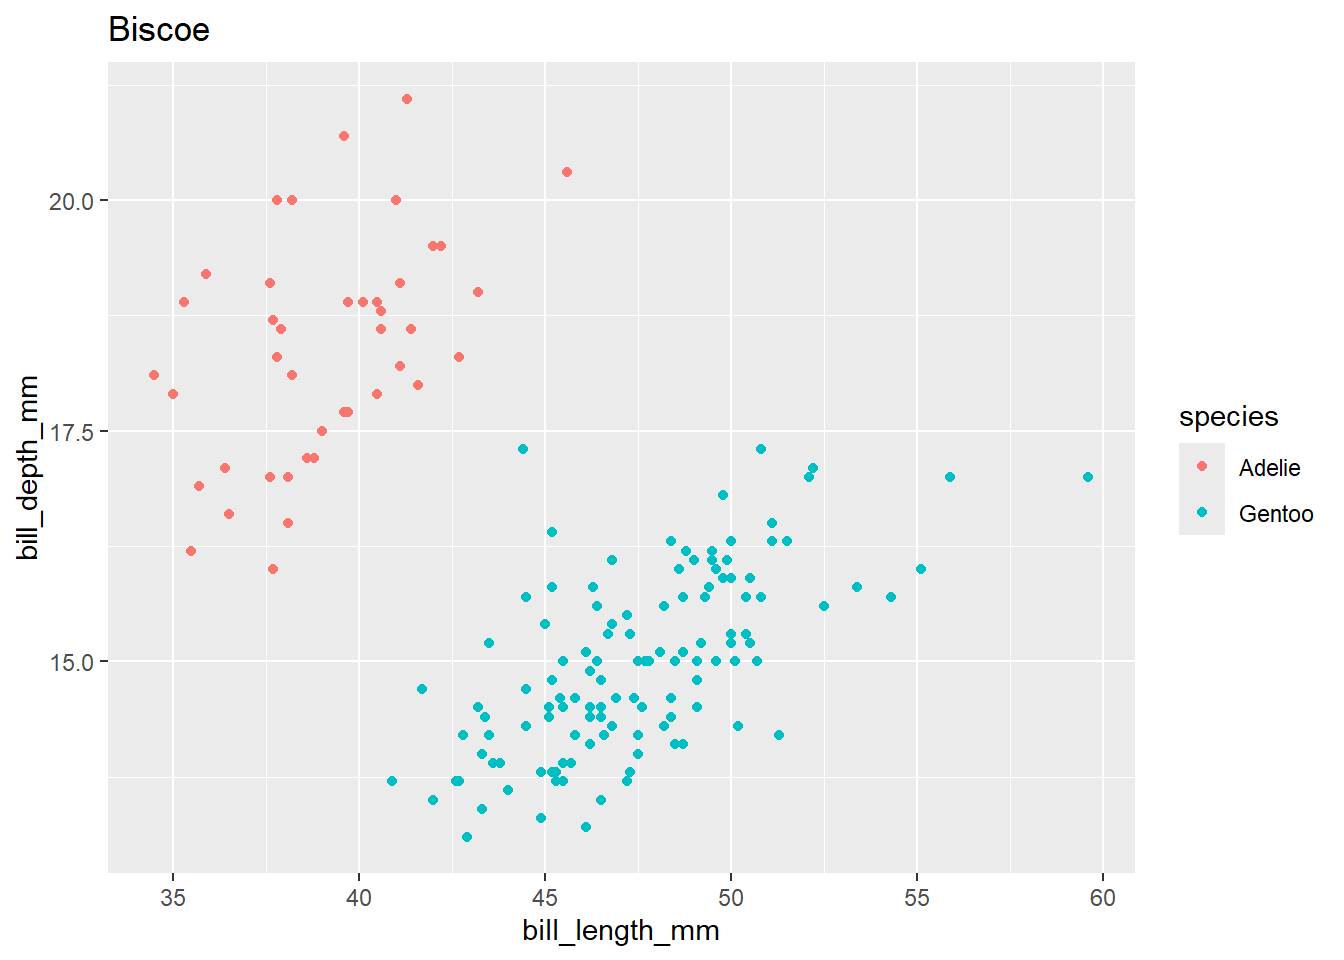 Biscoe
20.0
17.5
15.0
bill_depth_mm
35 40 45 50 55 60
bill_length_mm
species
Adelie
Gentoo